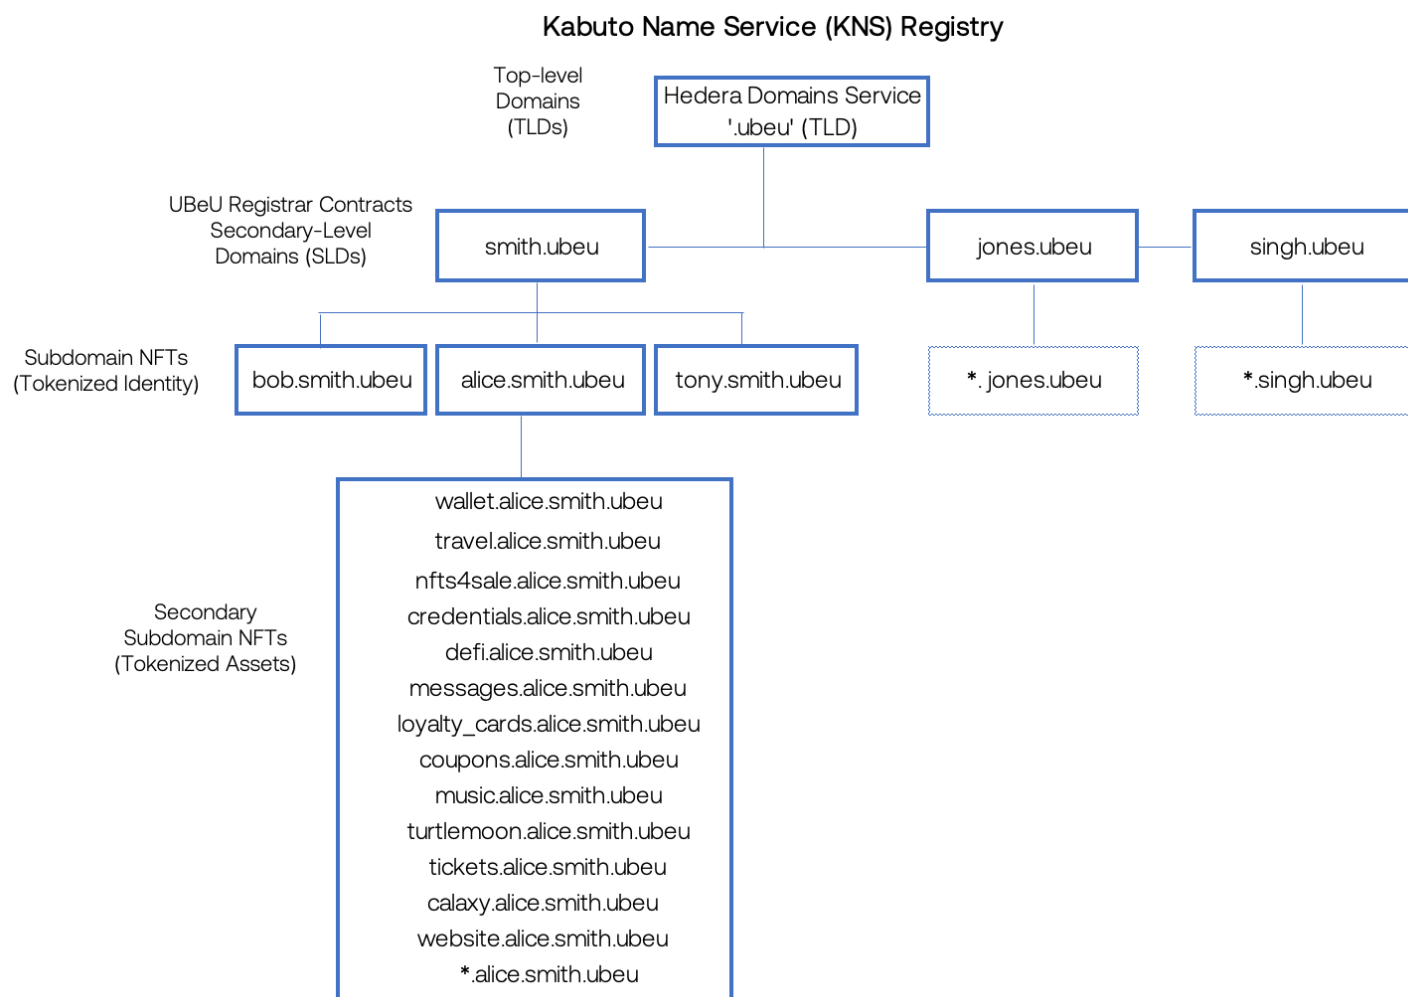 Kabuto Name Service (KNS) Registry
Top-level
Domains
(TLDs)
Hedera Domains Service
'.ubeu' (TLD)
UBeU Registrar Contracts
Secondary-Level
Domains (SLDs)
smith.ubeu
jones.ubeu
singh.ubeu
Subdomain NFTs
(Tokenized Identity)
bob.smith.ubeu
alice.smith.ubeu
tony.smith.ubeu
*. jones.ubeu
*.singh.ubeu
Secondary
Subdomain NFTs
(Tokenized Assets)
wallet.alice.smith.ubeu
travel.alice.smith.ubeu
nfts4sale.alice.smith.ubeu
credentials.alice.smith.ubeu
defi.alice.smith.ubeu
messages.alice.smith.ubeu
loyalty_cards.alice.smith.ubeu
coupons.alice.smith.ubeu
music.alice.smith.ubeu
turtlemoon.alice.smith.ubeu
tickets.alice.smith.ubeu
calaxy.alice.smith.ubeu
website.alice.smith.ubeu
*.alice.smith.ubeu